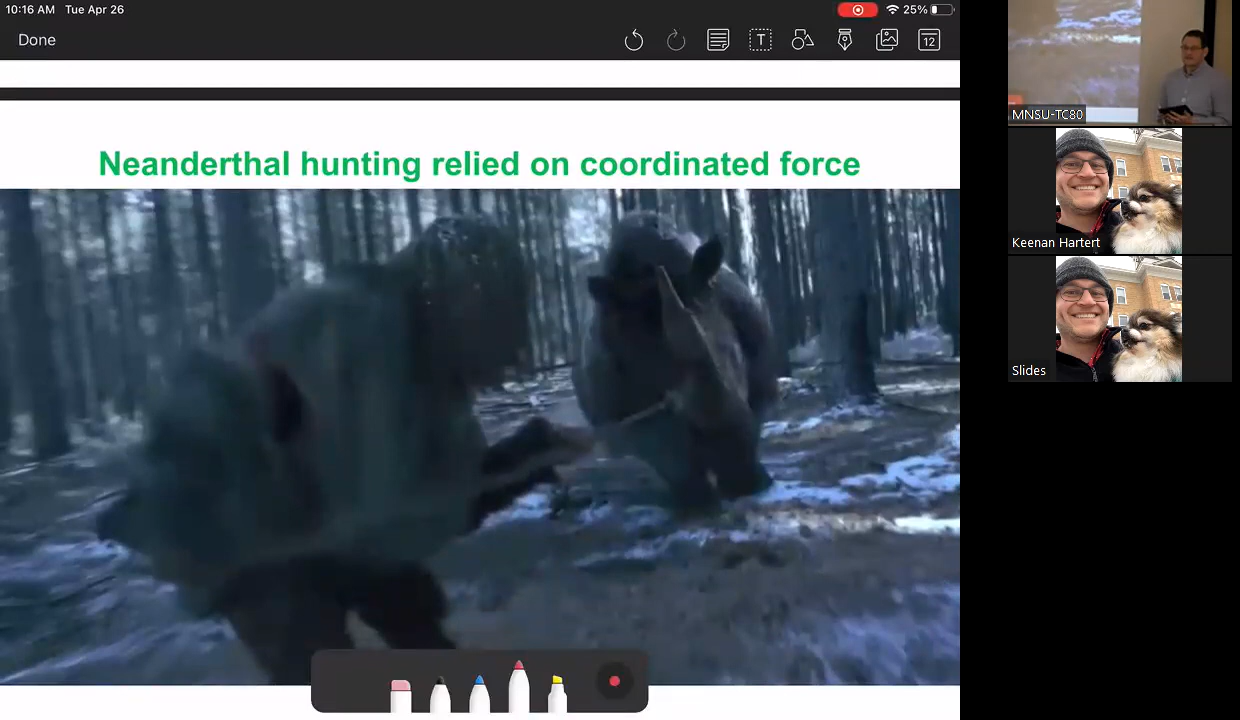 10:16 AM Tue Apr 26
25%
Done
T
12
Neanderthal hunting relied on coordinated force
MNSU-TC80
Keenan Hartert
Slides